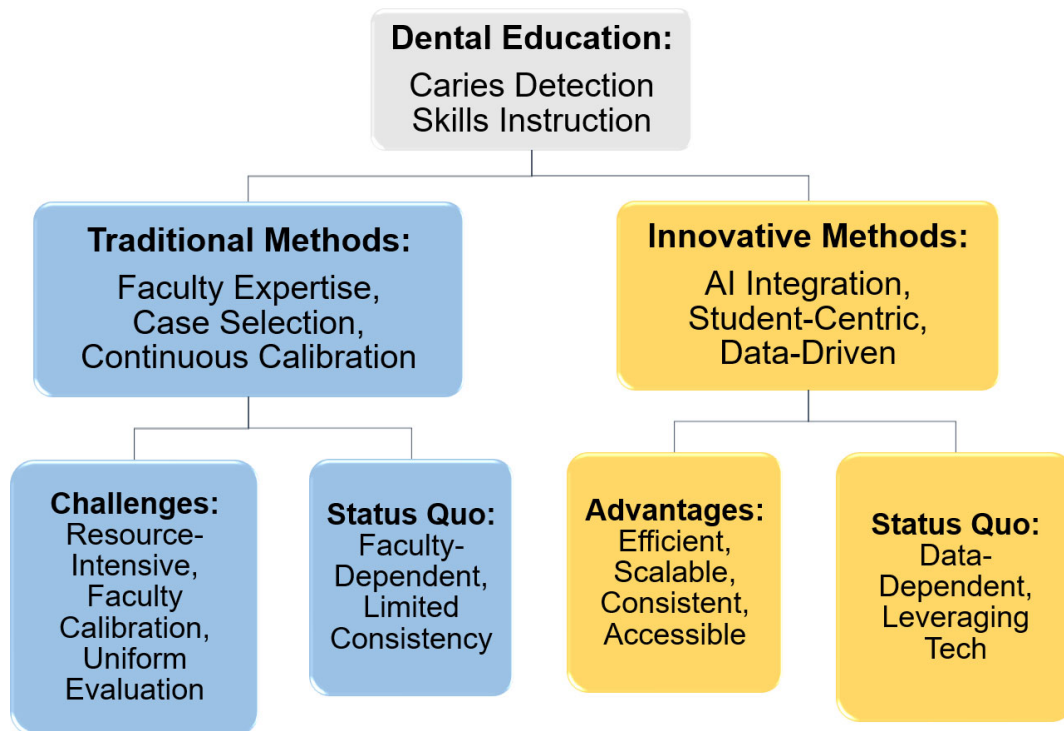 Dental Education:
Caries Detection
Skills Instruction
Traditional Methods:
Faculty Expertise,
Case Selection,
Continuous Calibration
Innovative Methods:
AI Integration,
Student-Centric,
Data-Driven
Challenges:
Resource-
Intensive,
Faculty
Calibration,
Uniform
Evaluation
Status Quo:
Faculty-
Dependent,
Limited
Consistency
Advantages:
Efficient,
Scalable,
Consistent,
Accessible
Status Quo:
Data-
Dependent,
Leveraging
Tech